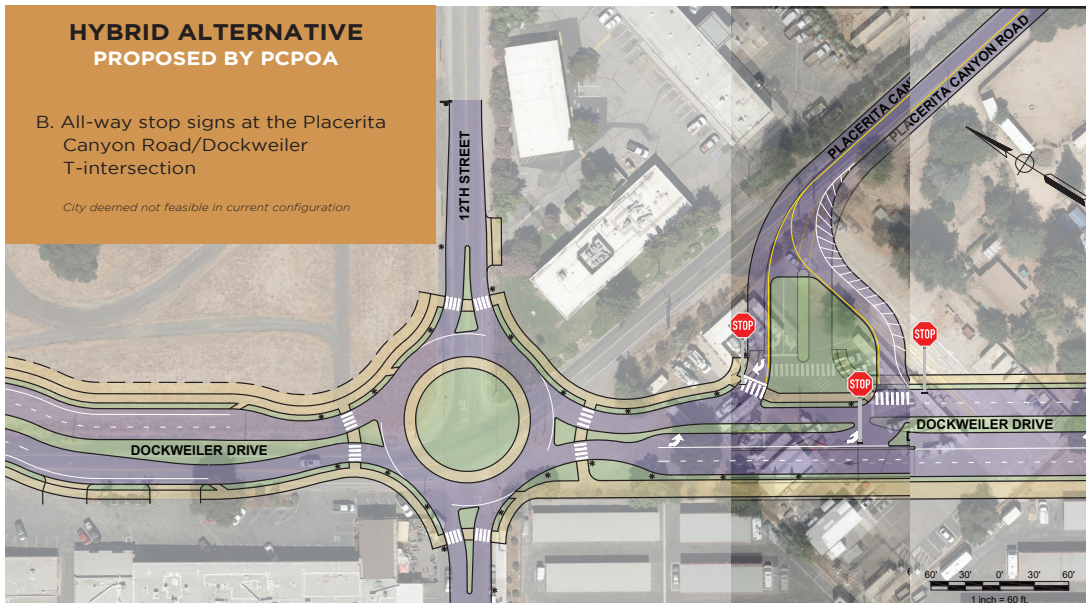 HYBRID ALTERNATIVE
PROPOSED BY PCPOA
B. All-way stop signs at the Placerita
Canyon Road/Dockweiler
T-intersection
City deemed not feasible in current configuration
12TH STREET
PLACERITA CAN
PLACERITA CANYON ROAD
STOP
STOP
STOP
DOCKWEILER DRIVE
DOCKWEILER DRIVE
60' 30' 0' 30' 60'
1 inch = 60 ft.